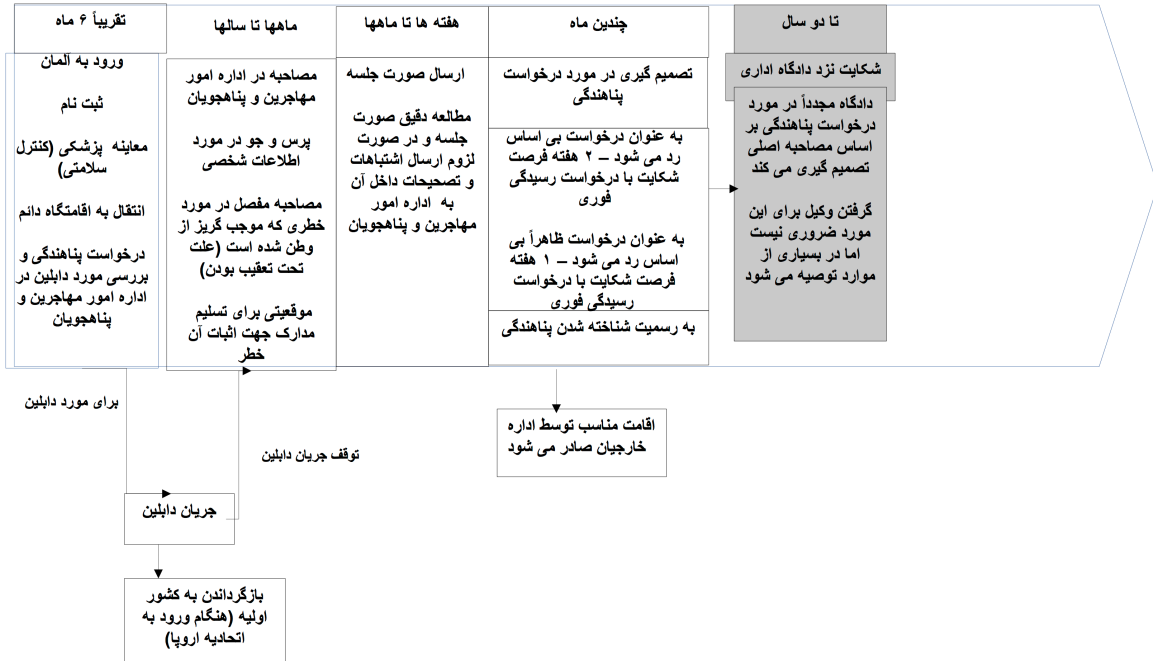 تقریباً ۶ ماه
ورود به آلمان
ثبت نام
معاینه پزشکی (کنترل
سلامتی)
انتقال به اقامتگاه دائم
درخواست پناهندگی و
بررسی مورد دابلین در
اداره امور مهاجرین و
پناهجویان
ماهها تا سالها
مصاحبه در اداره امور
مهاجرین و پناهجویان
پرس و جو در مورد
اطلاعات شخصی
مصاحبه مفصل در مورد
خطری که موجب گریز از
وطن شده است (علت
تحت تعقیب بودن)
موقعیتی برای تسلیم
مدارک جهت اثبات آن
خطر
هفته ها تا ماهها
ارسال صورت جلسه
مطالعه دقیق صورت
جلسه و در صورت
لزوم ارسال اشتباهات
و تصحیحات داخل آن
به اداره امور
مهاجرین و پناهجویان
چندین ماه
تصمیم گیری در مورد درخواست
پناهندگی
به عنوان درخواست بی اساس
رد می شود – ۲ هفته فرصت
شکایت با درخواست رسیدگی
فوری
به عنوان درخواست ظاهراً بی
اساس رد می شود – ۱ هفته
فرصت شکایت با درخواست
رسیدگی فوری
به رسمیت شناخته شدن پناهندگی
تا دو سال
شکایت نزد دادگاه اداری
دادگاه مجدداً در مورد
درخواست پناهندگی بر
اساس مصاحبه اصلی
تصمیم گیری می کند
گرفتن وکیل برای این
مورد ضروری نیست
اما در بسیاری از
موارد توصیه می شود
برای مورد دابلین
توقف جریان دابلین
اقامت مناسب توسط اداره
خارجیان صادر می شود
جریان دابلین
بازگرداندن به کشور
اولیه (هنگام ورود به
اتحادیه اروپا)